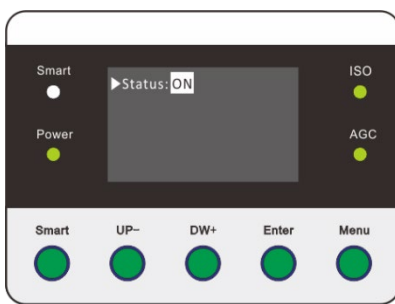 Smart
ISO
▶Status: ON
Power
AGC
Smart UP- DW+ Enter Menu